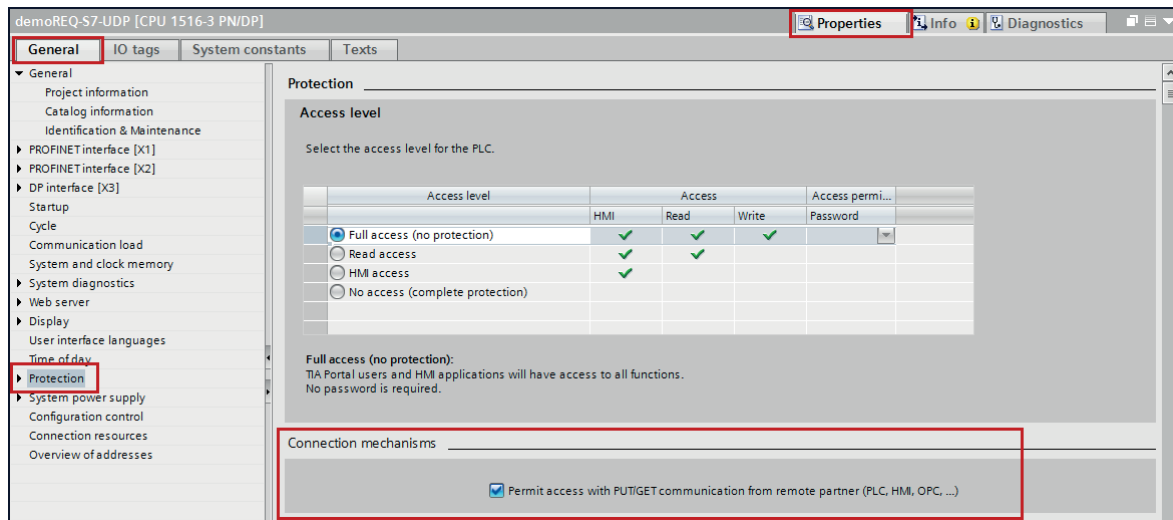 demoREQ-S7-UDP [CPU 1516-3 PN/DP]
Properties
Info
Diagnostics
General
IO tags
System constants
Texts
General
Project information
Catalog information
Identification & Maintenance
PROFINET interface [X1]
PROFINET interface [X2]
DP interface [X3]
Startup
Cycle
Communication load
System and clock memory
System diagnostics
Web server
Display
User interface languages
Time of day
Protection
System power supply
Configuration control
Connection resources
Overview of addresses
Protection
Access level
Select the access level for the PLC.
Access level Access Access permi...
HMI Read Write Password
Full access (no protection)
Read access
HMI access
No access (complete protection)
Full access (no protection):
TIA Portal users and HMI applications will have access to all functions.
No password is required.
Connection mechanisms
Permit access with PUT/GET communication from remote partner (PLC, HMI, OPC, ...)